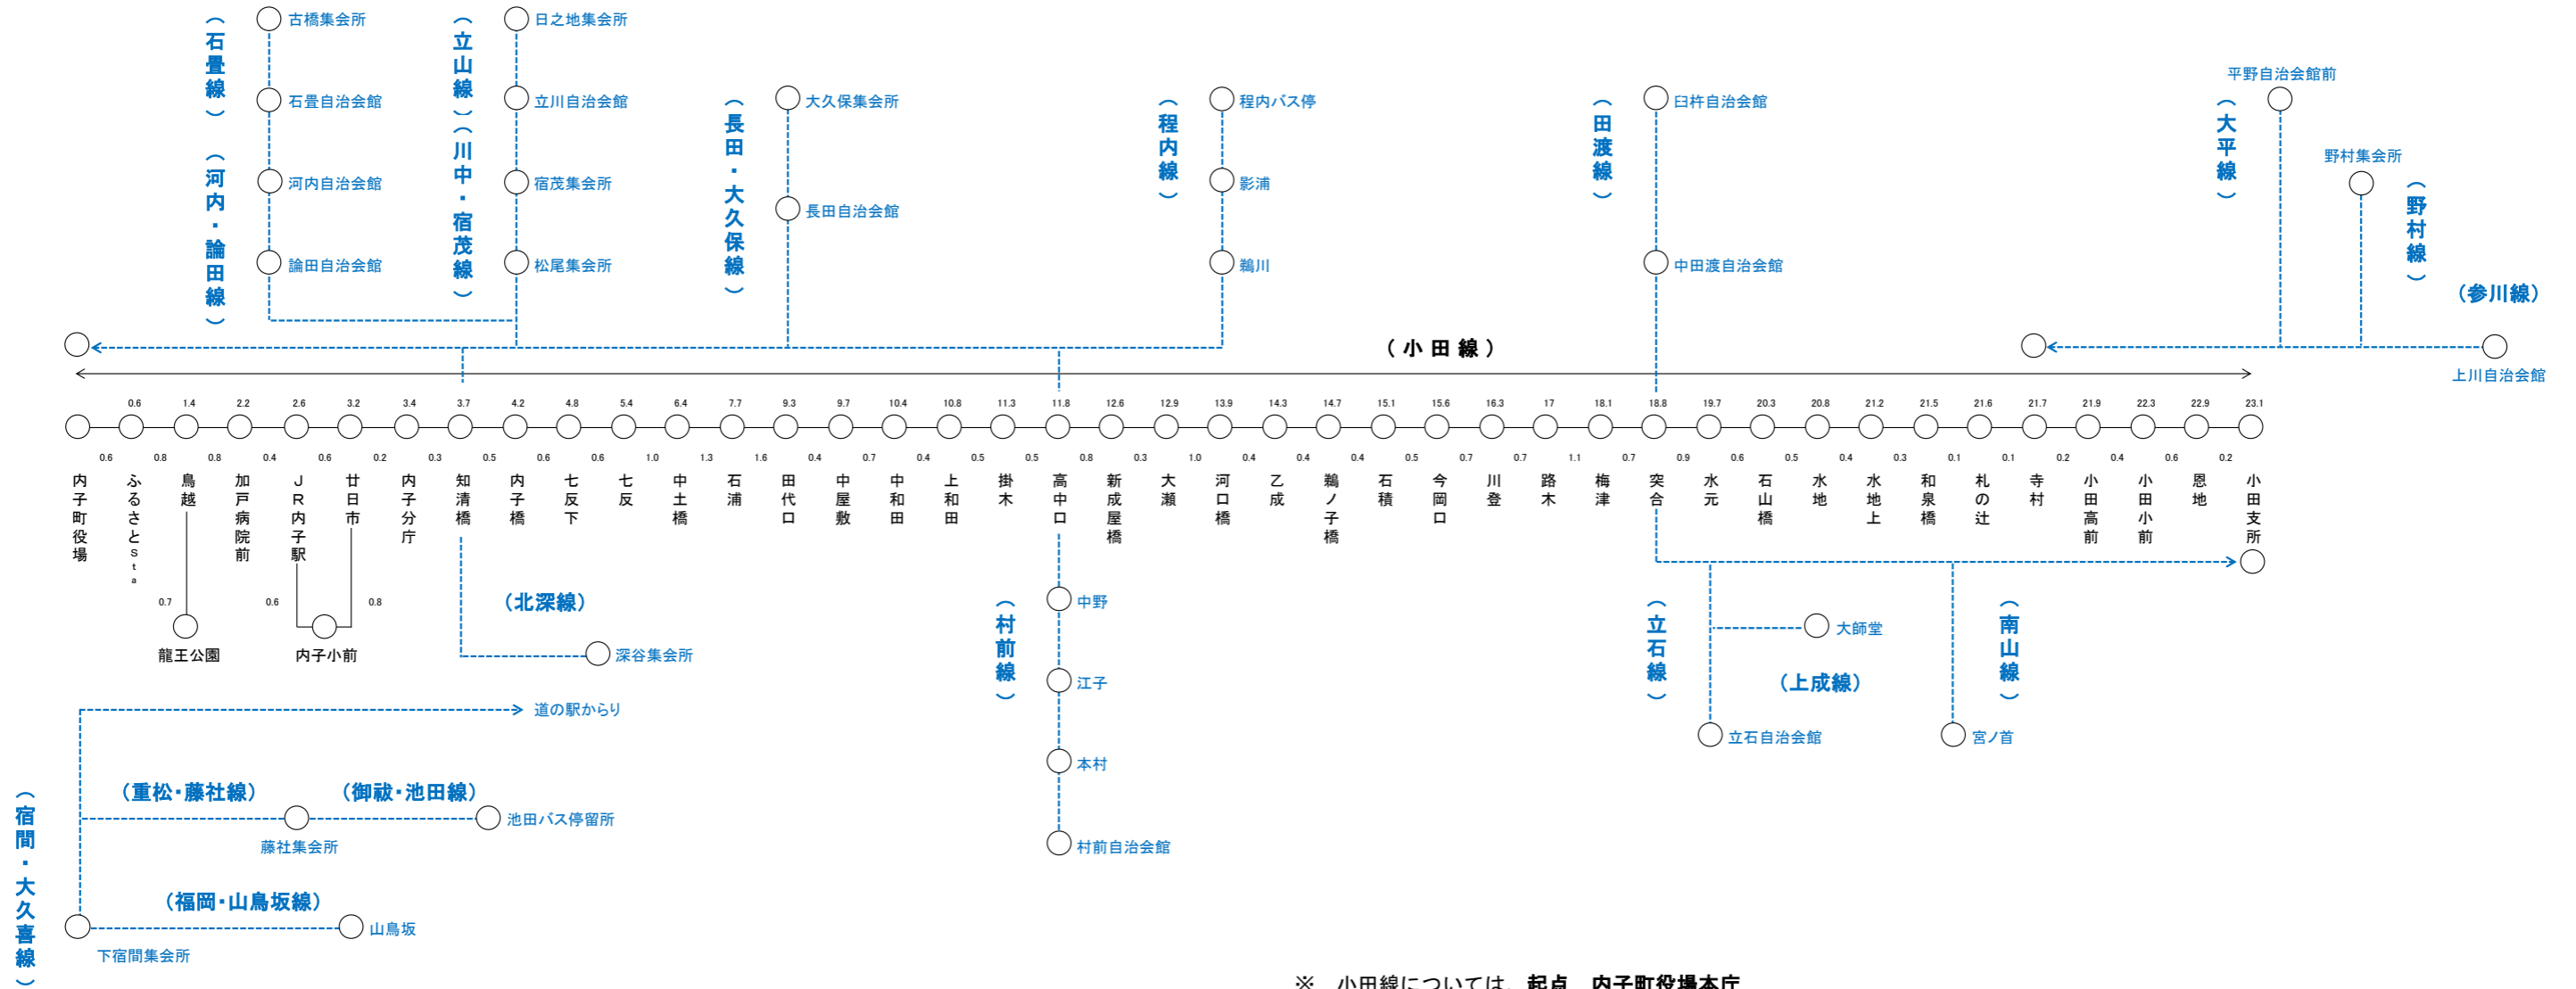 古橋集会所
石畳自治会館
河内自治会館
論田自治会館
（石畳線）
（河内・論田線）
日之地集会所
立川自治会館
宿茂集会所
松尾集会所
（立山線）
（川中・宿茂線）
大久保集会所
長田自治会館
（長田・大久保線）
程内バス停
影浦
鵜川
（程内線）
臼杵自治会館
中田渡自治会館
（田渡線）
平野自治会館前
（大平線）
野村集会所
（野村線）
（参川線）
上川自治会館
（小田線）
0.6 1.4 2.2 2.6 3.2 3.4 3.7 4.2 4.8 5.4 6.4 7.7 9.3 9.7 10.4 10.8 11.3 11.8 12.6 12.9 13.9 14.3 14.7 15.1 15.6 16.3 17 18.1 18.8 19.7 20.3 20.8 21.2 21.5 21.6 21.7 21.9 22.3 22.9 23.1
0.6 0.8 0.8 0.4 0.6 0.2 0.3 0.5 0.6 0.6 1.0 1.3 1.6 0.4 0.7 0.4 0.5 0.5 0.8 0.3 1.0 0.4 0.4 0.4 0.5 0.7 0.7 1.1 0.7 0.9 0.6 0.5 0.4 0.3 0.1 0.1 0.2 0.4 0.6 0.2
内子町役場
ふるさとSta
鳥越
加戸病院前
JR内子駅
廿日市
内子分庁
知清橋
内子橋
七反下
七反
中土橋
石浦
田代口
中屋敷
中和田
上和田
掛木
高中口
新成屋橋
大瀬
河口橋
乙成
鵜ノ子橋
石積
今岡口
川登
路木
梅津
突合
水元
石山橋
水地
水地上
和泉橋
札の辻
寺村
小田高前
小田小前
恩地
小田支所
0.7
0.6
0.8
龍王公園
内子小前
（北深線）
深谷集会所
（村前線）
中野
江子
本村
村前自治会館
（立石線）
大師堂
（上成線）
立石自治会館
（南山線）
宮ノ首
道の駅からり
（重松・藤社線）
（御祓・池田線）
藤社集会所
池田バス停留所
（福岡・山鳥坂線）
山鳥坂
下宿間集会所
（宿間・大久喜線）
※　小田線については、起点　内子町役場本庁